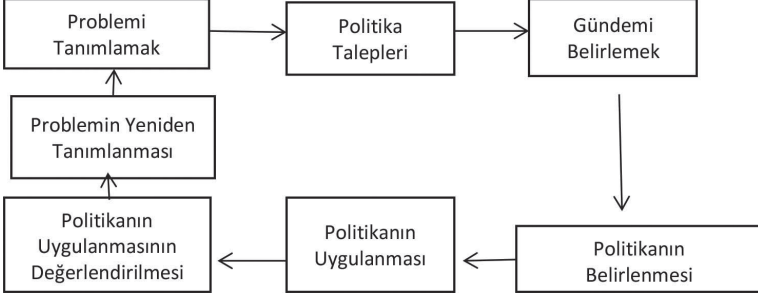 Problemi
Tanımlamak
Politika
Talepleri
Gündemi
Belirlemek
Problemin Yeniden
Tanımlanması
Politikanın
Uygulanmasının
Değerlendirilmesi
Politikanın
Uygulanması
Politikanın
Belirlenmesi